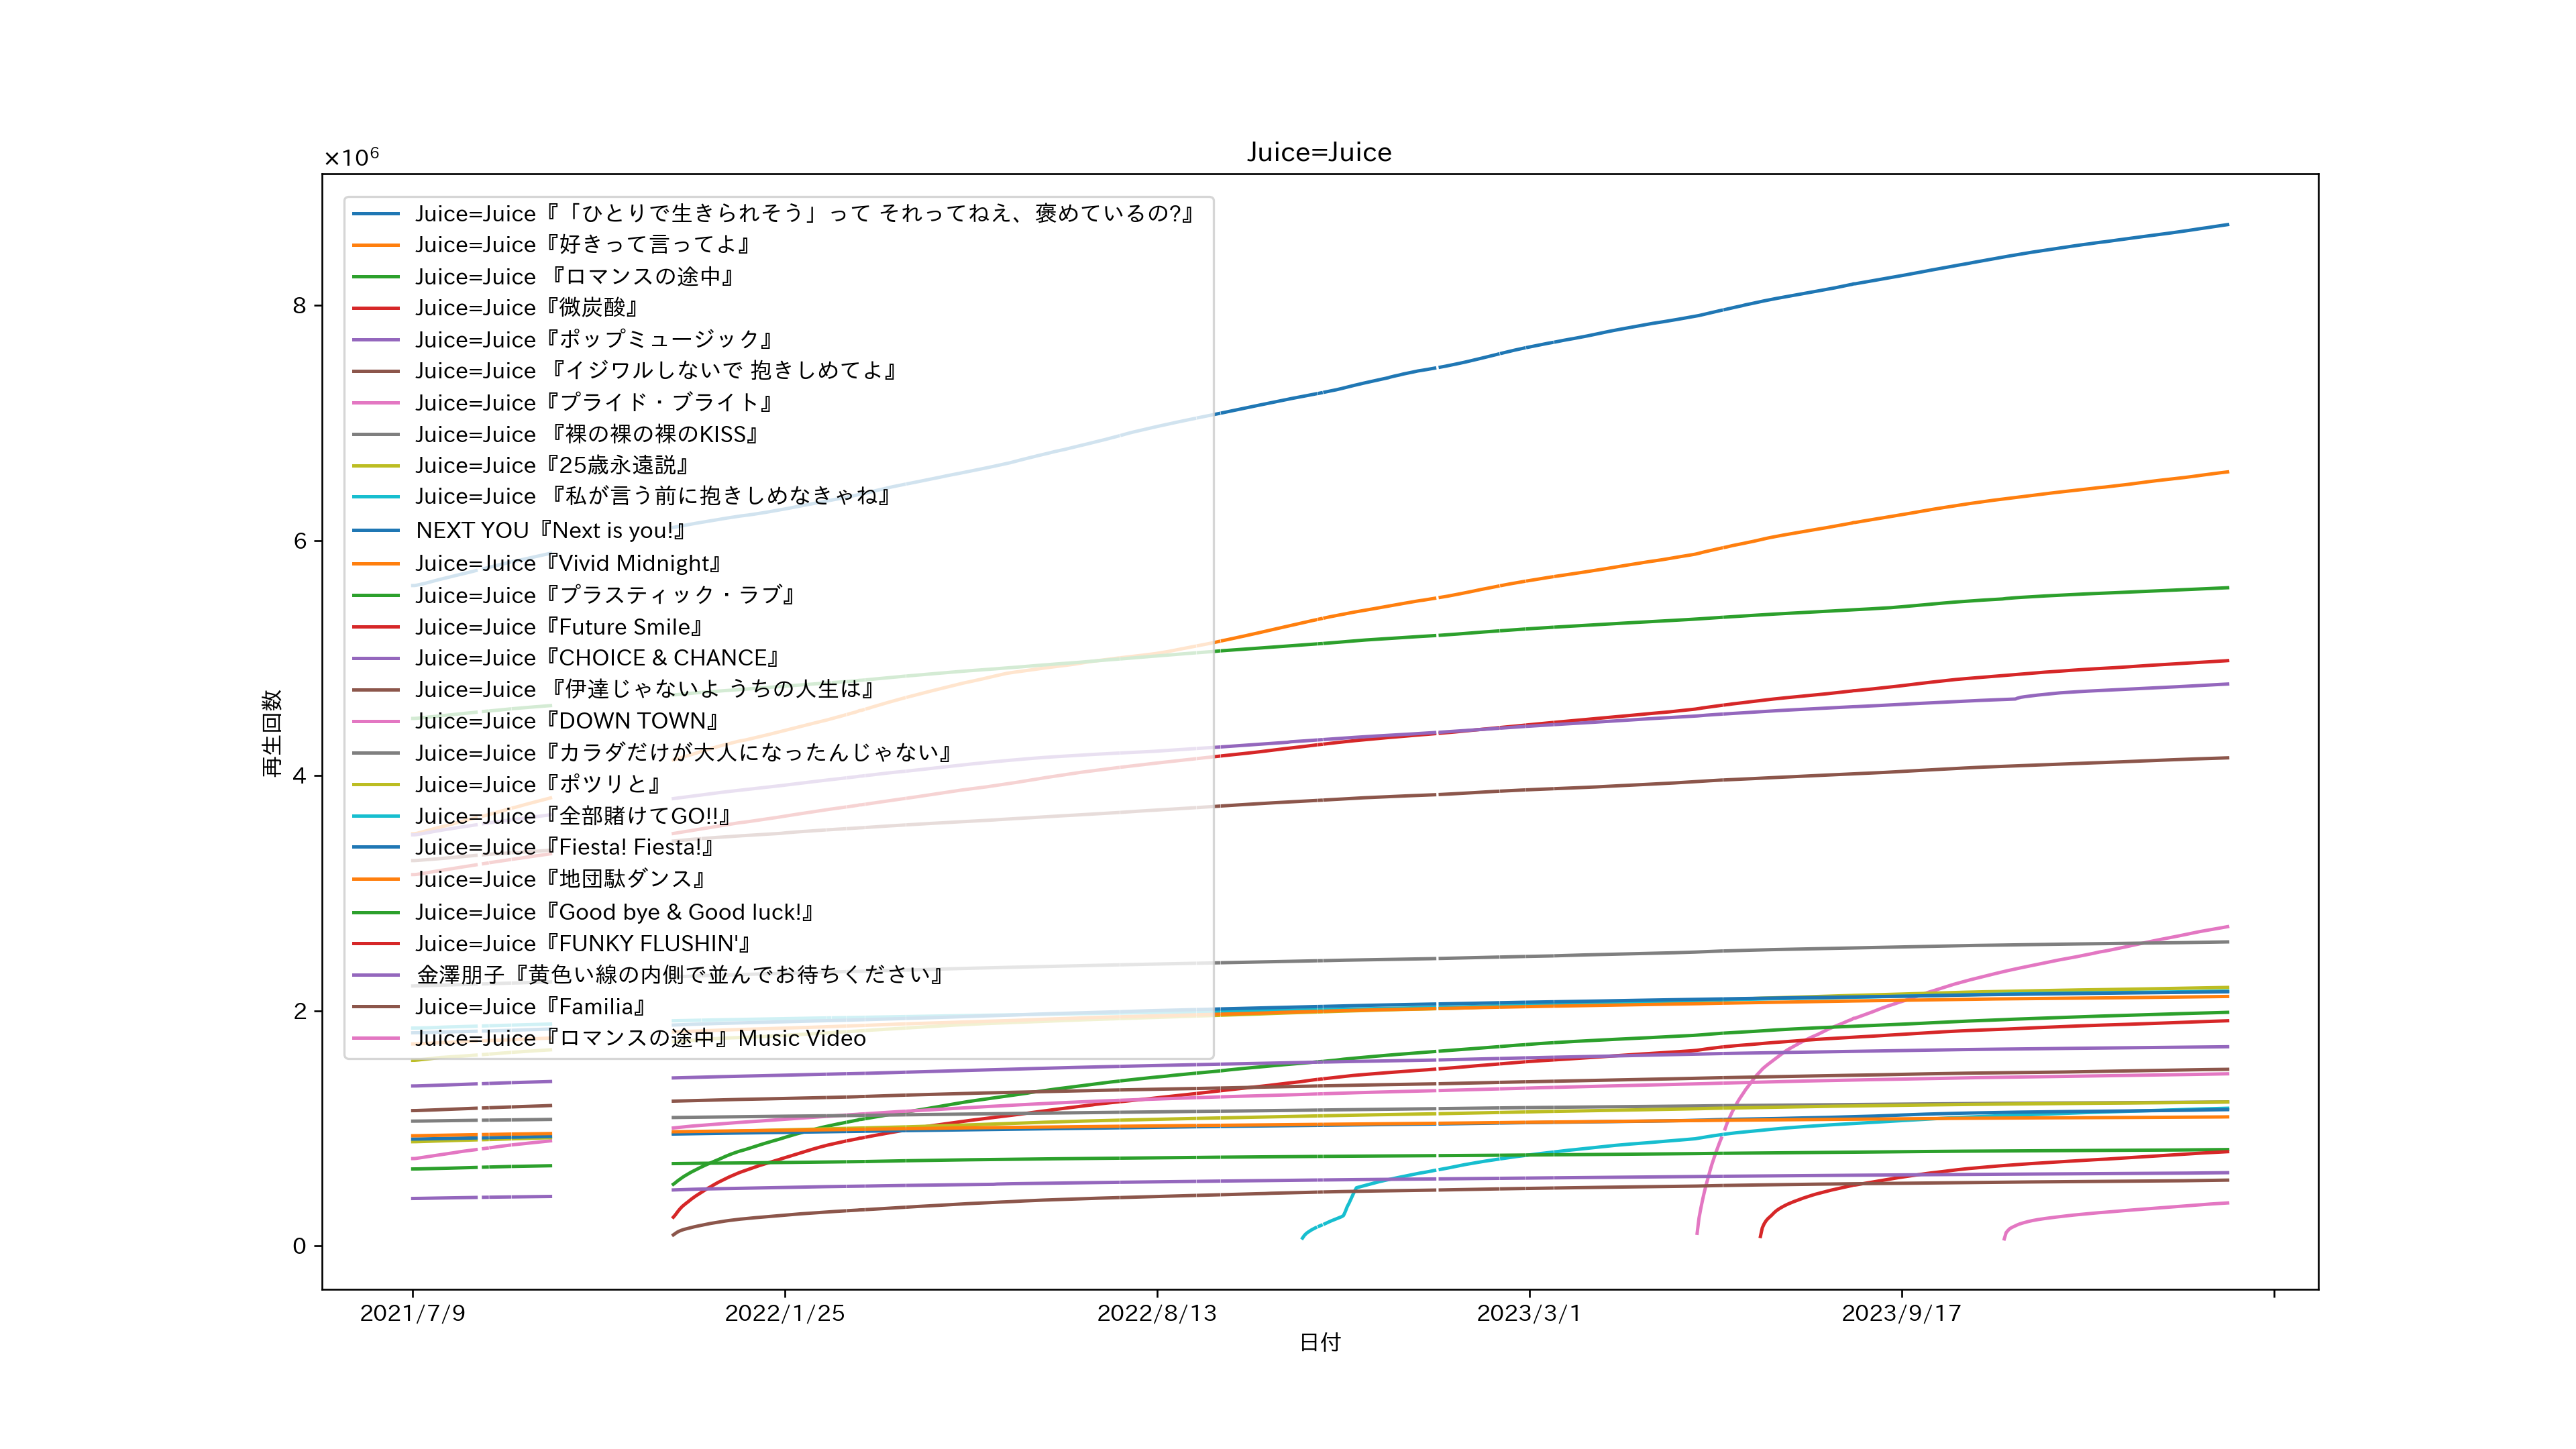 Juice=Juice
×10⁶
Juice=Juice『「ひとりで生きられそう」って それってねえ、褒めているの?』
Juice=Juice『好きって言ってよ』
Juice=Juice 『ロマンスの途中』
Juice=Juice『微炭酸』
Juice=Juice『ポップミュージック』
Juice=Juice 『イジワルしないで 抱きしめてよ』
Juice=Juice『プライド・ブライト』
Juice=Juice 『裸の裸の裸のKISS』
Juice=Juice『25歳永遠説』
Juice=Juice 『私が言う前に抱きしめなきゃね』
NEXT YOU『Next is you!』
Juice=Juice『Vivid Midnight』
Juice=Juice『プラスティック・ラブ』
Juice=Juice『Future Smile』
Juice=Juice『CHOICE & CHANCE』
Juice=Juice 『伊達じゃないよ うちの人生は』
Juice=Juice『DOWN TOWN』
Juice=Juice『カラダだけが大人になったんじゃない』
Juice=Juice『ポツリと』
Juice=Juice『全部賭けてGO!!』
Juice=Juice『Fiesta! Fiesta!』
Juice=Juice『地団駄ダンス』
Juice=Juice『Good bye & Good luck!』
Juice=Juice『FUNKY FLUSHIN'』
金澤朋子『黄色い線の内側で並んでお待ちください』
Juice=Juice『Familia』
Juice=Juice『ロマンスの途中』Music Video
8
6
4
2
0
再生回数
2021/7/9
2022/1/25
2022/8/13
2023/3/1
2023/9/17
日付